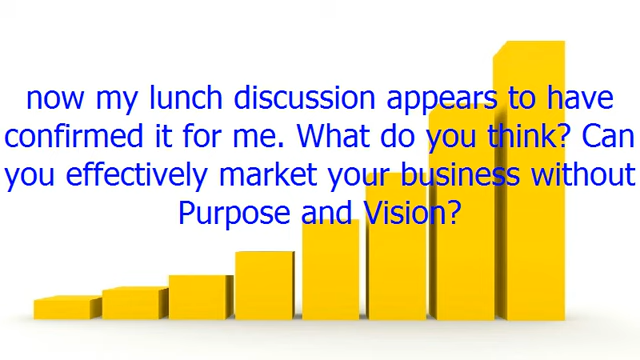 now my lunch discussion appears to have
confirmed it for me. What do you think? Can
you effectively market your business without
Purpose and Vision?